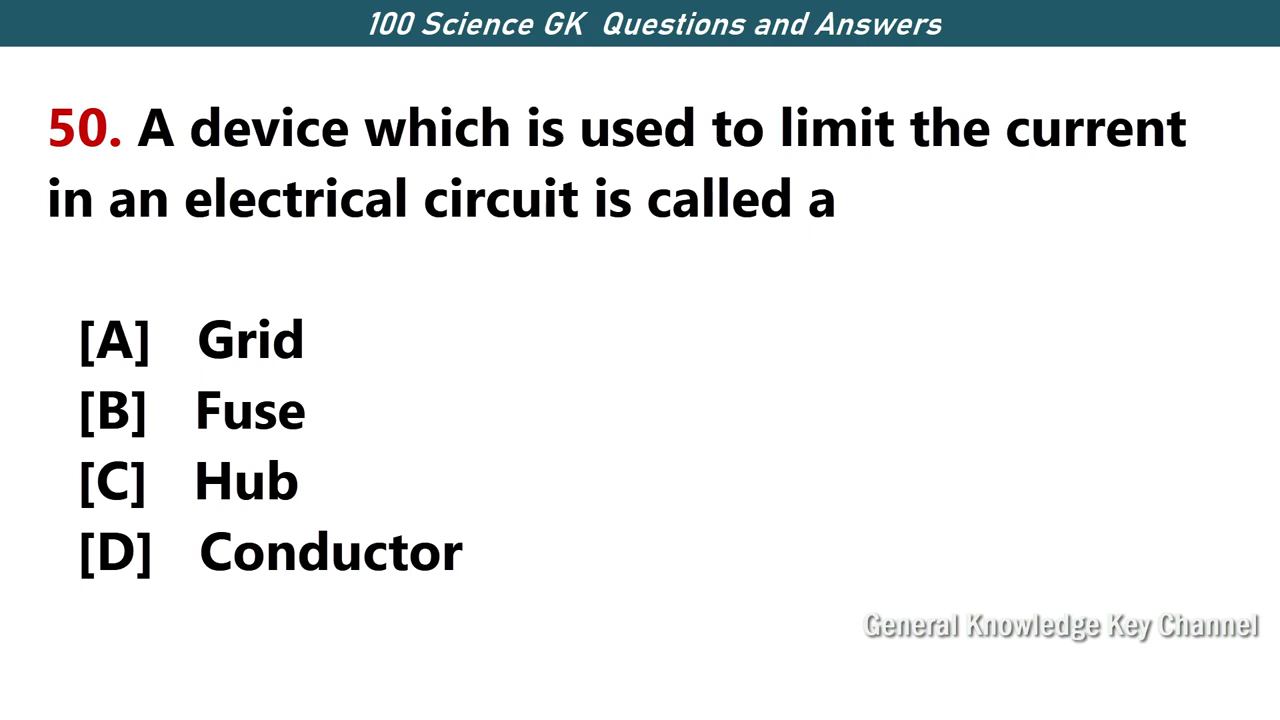 100 Science GK Questions and Answers
50. A device which is used to limit the current
in an electrical circuit is called a
[A] Grid
[B] Fuse
[C] Hub
[D] Conductor
General Knowledge Key Channel